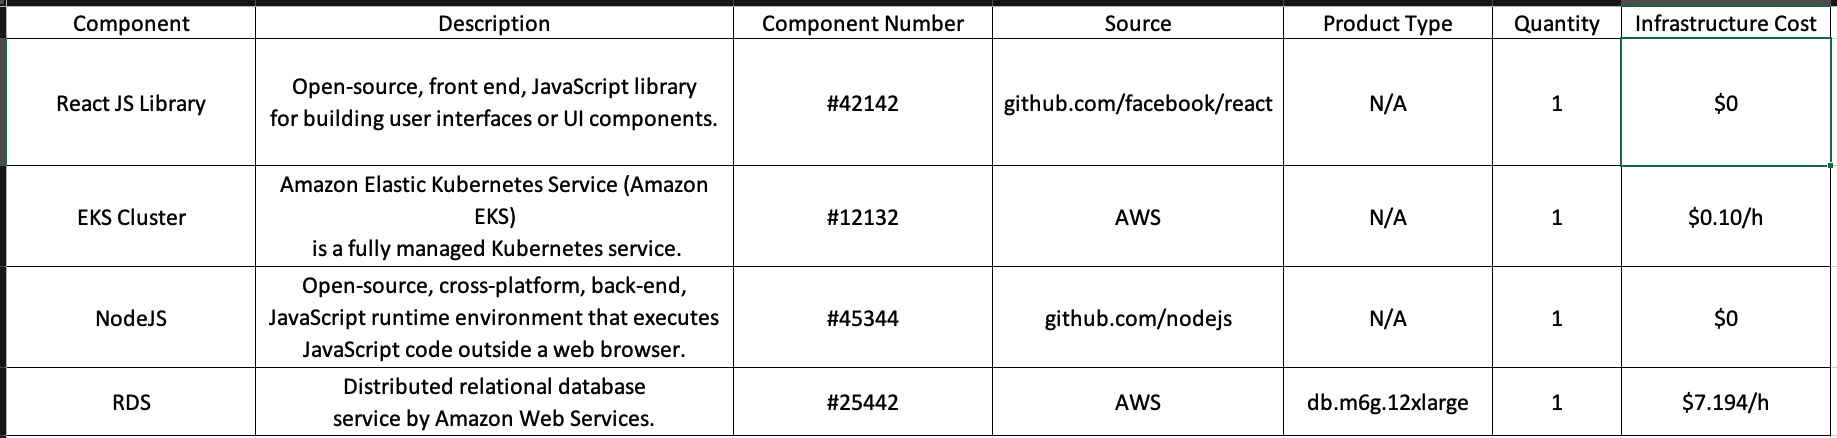 Component Description Component Number Source Product Type Quantity Infrastructure Cost
React JS Library
Open-source, front end, JavaScript library
for building user interfaces or UI components.
#42142
github.com/facebook/react
N/A
1
$0
EKS Cluster
Amazon Elastic Kubernetes Service (Amazon
EKS)
is a fully managed Kubernetes service.
#12132
AWS
N/A
1
$0.10/h
NodeJS
Open-source, cross-platform, back-end,
JavaScript runtime environment that executes
JavaScript code outside a web browser.
#45344
github.com/nodejs
N/A
1
$0
RDS
Distributed relational database
service by Amazon Web Services.
#25442
AWS
db.m6g.12xlarge
1
$7.194/h